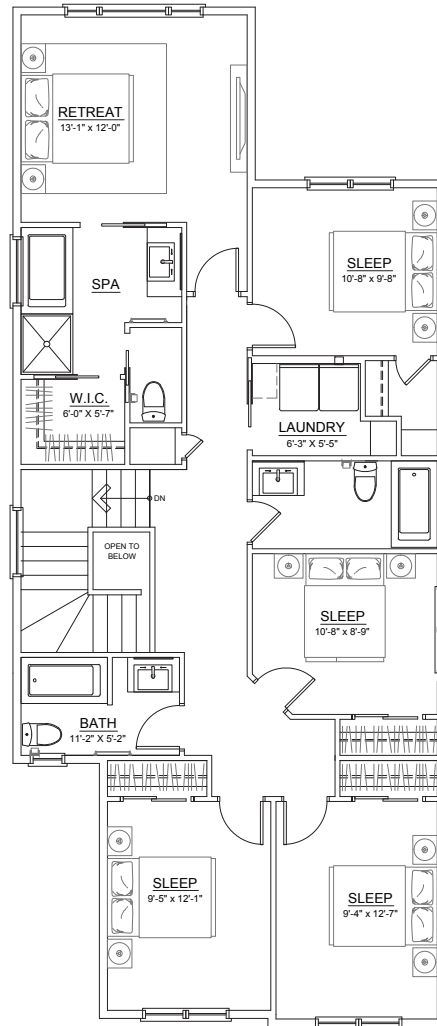 RETREAT
13'-1" x 12'-0"
SLEEP
10'-8" x 9'-8"
SPA
W.I.C.
6'-0" X 5'-7"
LAUNDRY
6'-3" X 5'-5"
DN
OPEN TO
BELOW
SLEEP
10'-8" x 8'-9"
BATH
11'-2" X 5'-2"
SLEEP
9'-5" x 12'-1"
SLEEP
9'-4" x 12'-7"